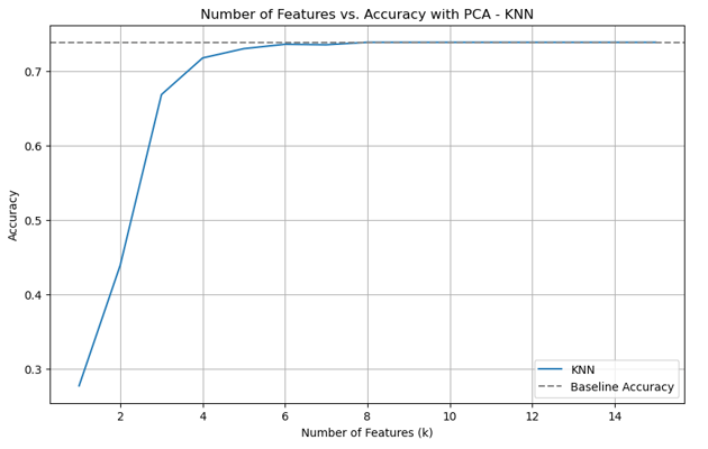 Number of Features vs. Accuracy with PCA - KNN
Accuracy
0.7
0.6
0.5
0.4
0.3
2 4 6 8 10 12 14
Number of Features (k)
KNN
Baseline Accuracy